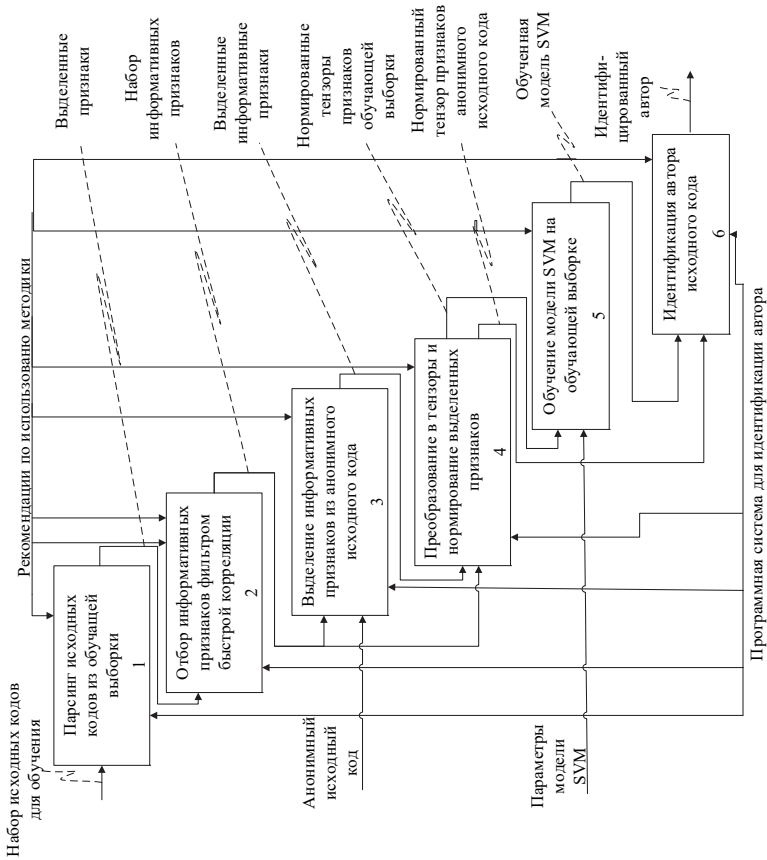 Набор исходных кодов
для обучения
Рекомендации по использованю методики
Парсинг исходных
кодов из обучащей
выборки
1
Отбор информативных
признаков фильтром
быстрой корреляции
2
Анонимный
исходный
код
Выделение информативных
признаков из анонимного
исходного кода
3
Преобразование в тензоры и
нормирование выделенных
признаков
4
Параметры
модели
SVM
Обучение модели SVM на
обучающей выборке
5
Идентификация автора
исходного кода
6
Выделенные
признаки
Набор
информативных
признаков
Выделенные
информативные
признаки
Нормированные
тензоры
признаков
обучающей
выборки
Нормированный
тензор признаков
анонимного
исходного кода
Обученная
модель SVM
Идентифи-
цированный
автор
Программная система для идентификации автора